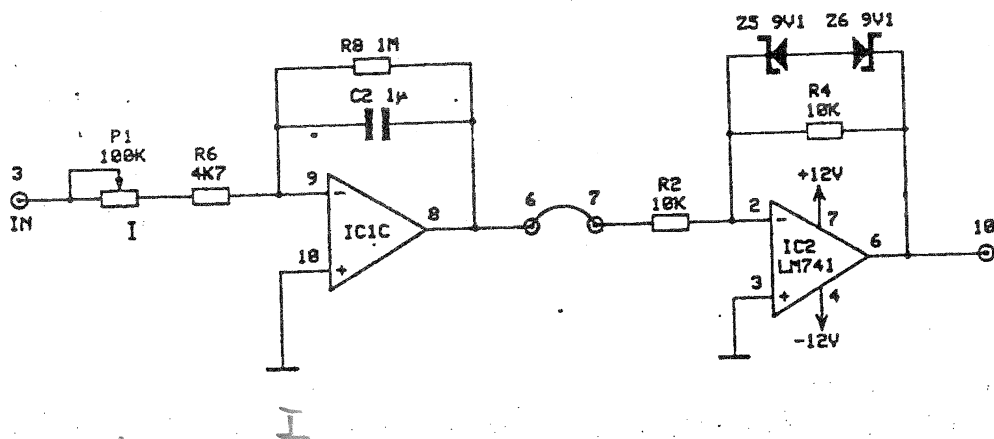 Z5 9V1 Z6 9V1
R8 1M
C2 1µ
R4
10K
P1
100K
R6
4K7
3
IN
I
9
10
IC1C
8
6
7
R2
10K
+12V
2
3
7
IC2
LM741
6
4
-12V
10
I